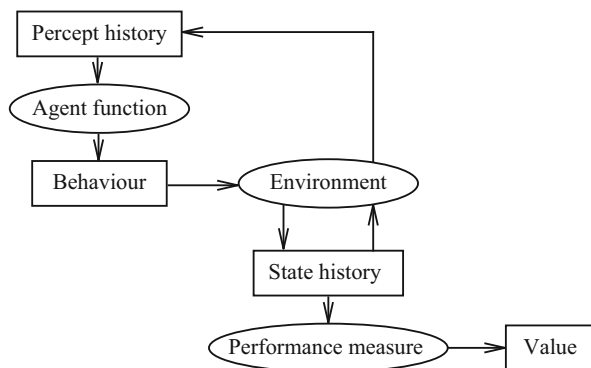 Percept history
Agent function
Behaviour
Environment
State history
Performance measure
Value